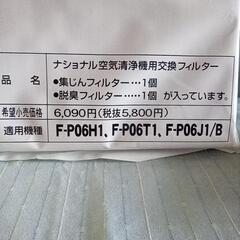 ナショナル空気清浄機用交換フィルター
品名 ●集じんフィルター…1個
●脱臭フィルター……1個 が入っています。
希望小売価格 6,090円(税抜5,800円)
適用機種 F-P06H1、F-P06T1、F-P06J1/B